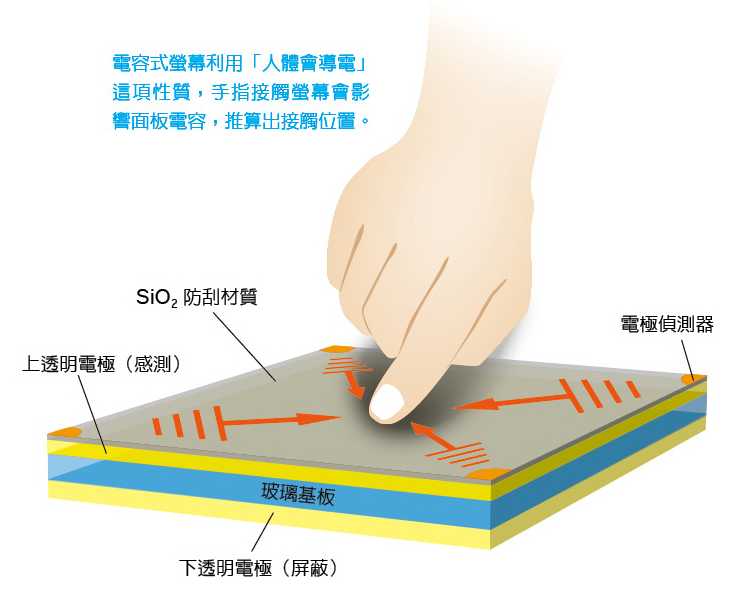 電容式螢幕利用「人體會導電」
這項性質，手指接觸螢幕會影
響面板電容，推算出接觸位置。
SiO₂ 防刮材質
電極偵測器
上透明電極（感測）
玻璃基板
下透明電極（屏蔽）